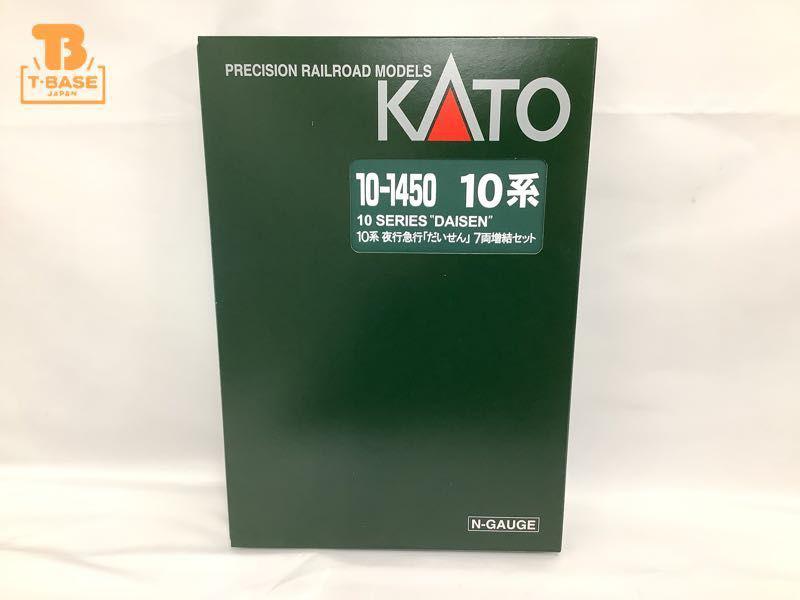 T-BASE
JAPAN
PRECISION RAILROAD MODELS
KATO
10-1450 10系
10 SERIES "DAISEN"
10系 夜行急行「だいせん」 7両増結セット
N-GAUGE